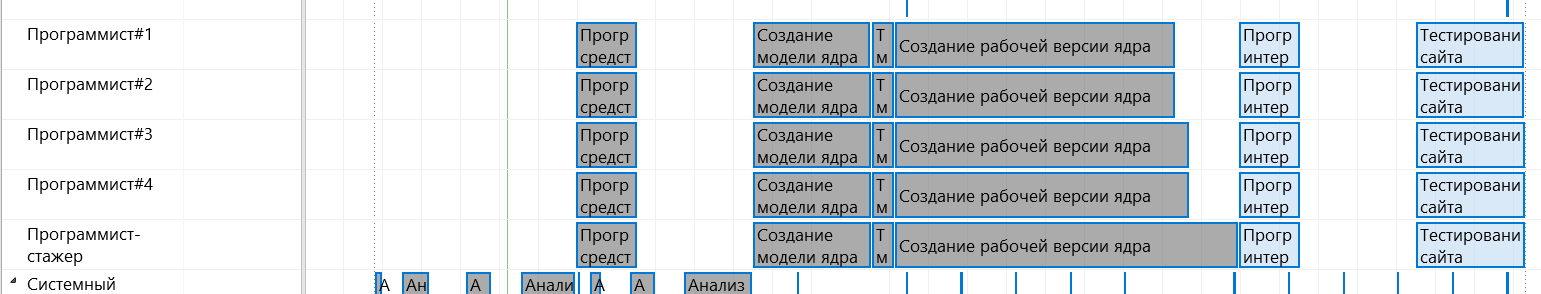 Программист#1
Прогр
средст
Создание
модели ядра
Т
м
Создание рабочей версии ядра
Прогр
интер
Тестировани
сайта
Программист#2
Прогр
средст
Создание
модели ядра
Т
м
Создание рабочей версии ядра
Прогр
интер
Тестировани
сайта
Программист#3
Прогр
средст
Создание
модели ядра
Т
м
Создание рабочей версии ядра
Прогр
интер
Тестировани
сайта
Программист#4
Прогр
средст
Создание
модели ядра
Т
м
Создание рабочей версии ядра
Прогр
интер
Тестировани
сайта
Программист-
стажер
Прогр
средст
Создание
модели ядра
Т
м
Создание рабочей версии ядра
Прогр
интер
Тестировани
сайта
Системный
А
Ан
А
Анали
А
А
Анализ